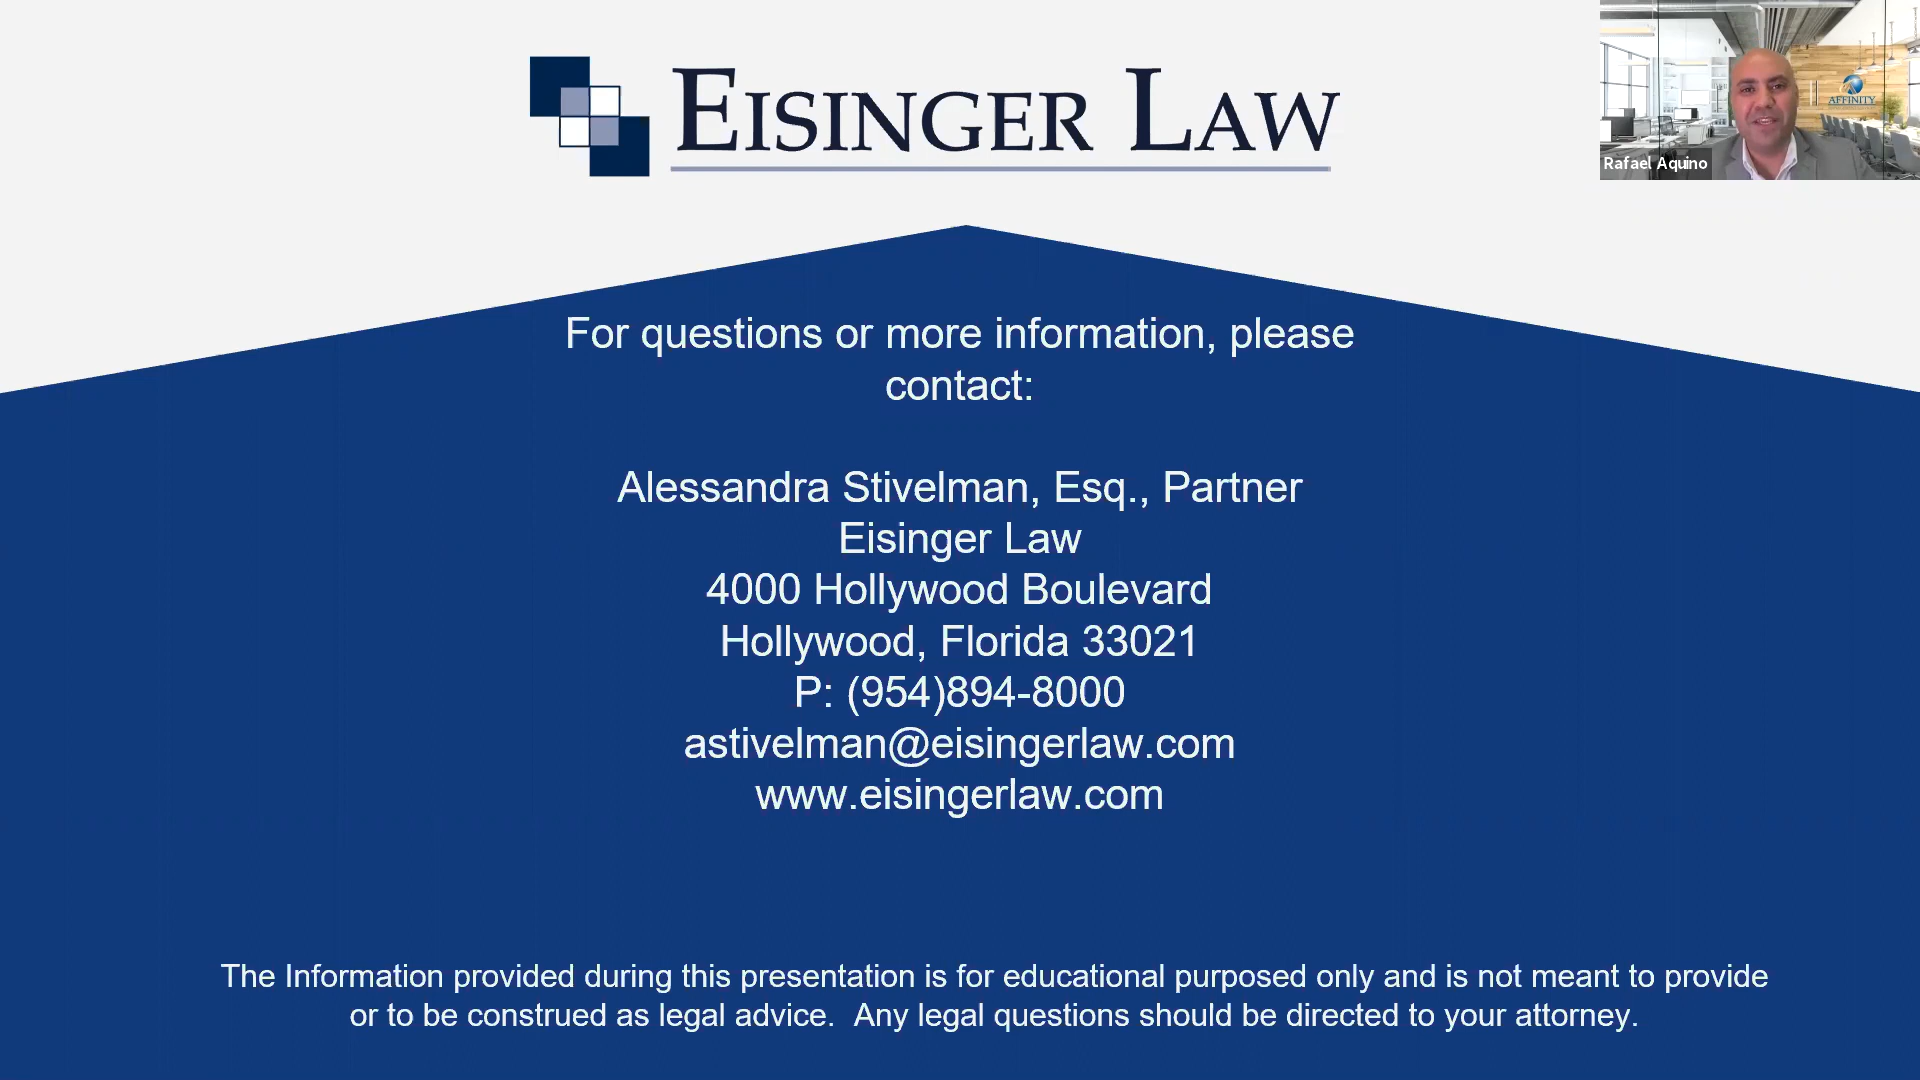 EISINGER LAW
AFFINITY
Rafael Aquino
For questions or more information, please
contact:
Alessandra Stivelman, Esq., Partner
Eisinger Law
4000 Hollywood Boulevard
Hollywood, Florida 33021
P: (954)894-8000
astivelman@eisingerlaw.com
www.eisingerlaw.com
The Information provided during this presentation is for educational purposed only and is not meant to provide
or to be construed as legal advice.  Any legal questions should be directed to your attorney.